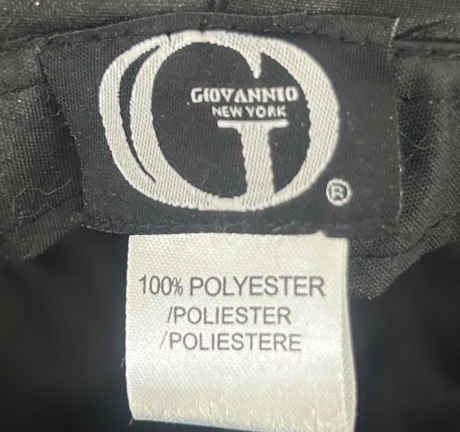 GIOVANNIO
NEW YORK
®
100% POLYESTER
/POLIESTER
/POLIESTERE